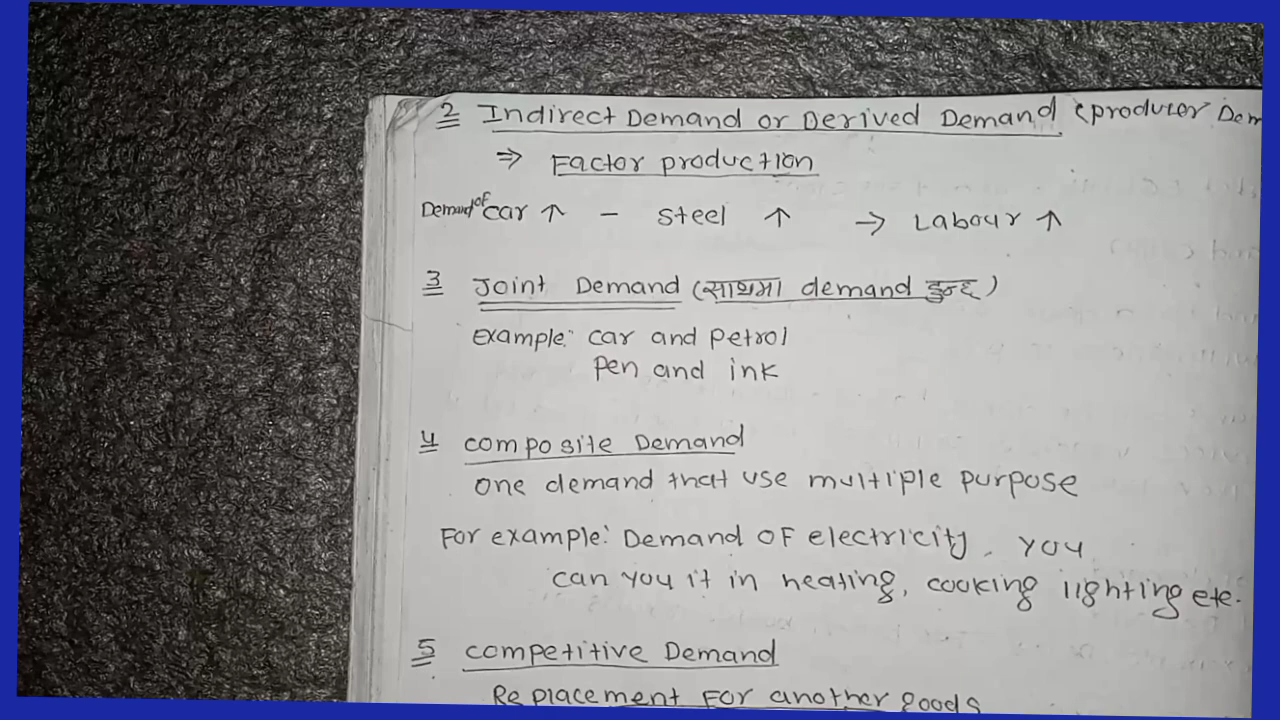 2 Indirect Demand or Derived Demand (producer Dem
⇒ Factor production
Demand of car ↑ - steel ↑ → Labour ↑
3 Joint Demand (साथमा demand हुन्छ)
Example: car and petrol
Pen and ink
4 composite Demand
one demand that use multiple purpose
For example: Demand of electricity, you
can you it in heating, cooking lighting etc.
5 competitive Demand
Replacement For another goods